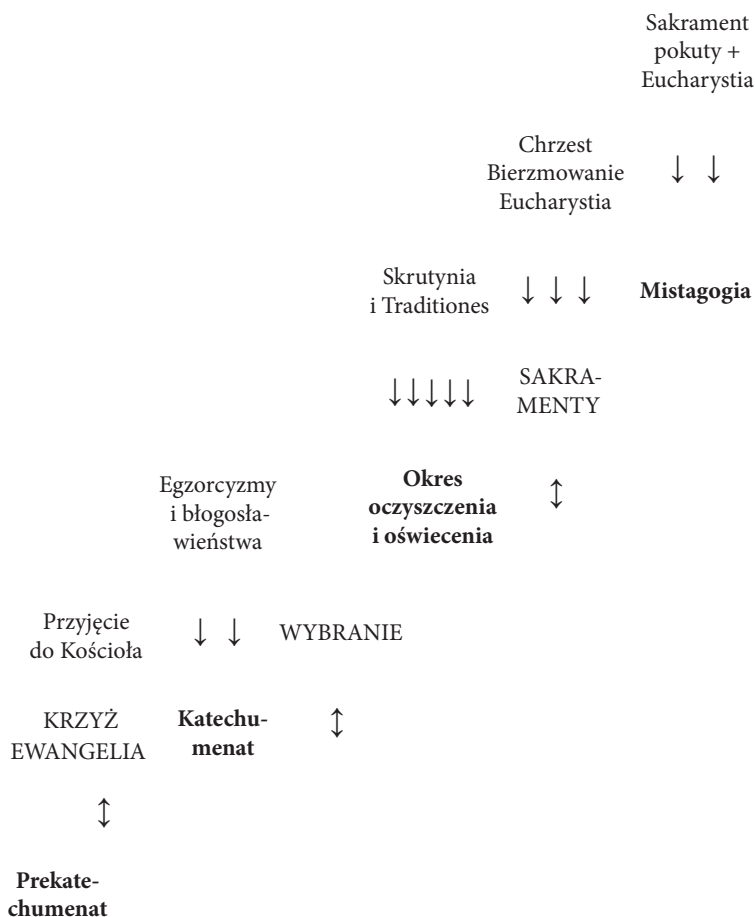 Sakrament
pokuty +
Eucharystia
Chrzest
Bierzmowanie
Eucharystia
↓ ↓
Skrutynia
i Traditiones
↓ ↓ ↓
Mistagogia
↓↓↓↓↓
SAKRA-
MENTY
Egzorcyzmy
i błogosła-
wieństwa
Okres
oczyszczenia
i oświecenia
↕
Przyjęcie
do Kościoła
↓ ↓
WYBRANIE
KRZYŻ
EWANGELIA
Katechu-
menat
↕
↕
Prekate-
chumenat